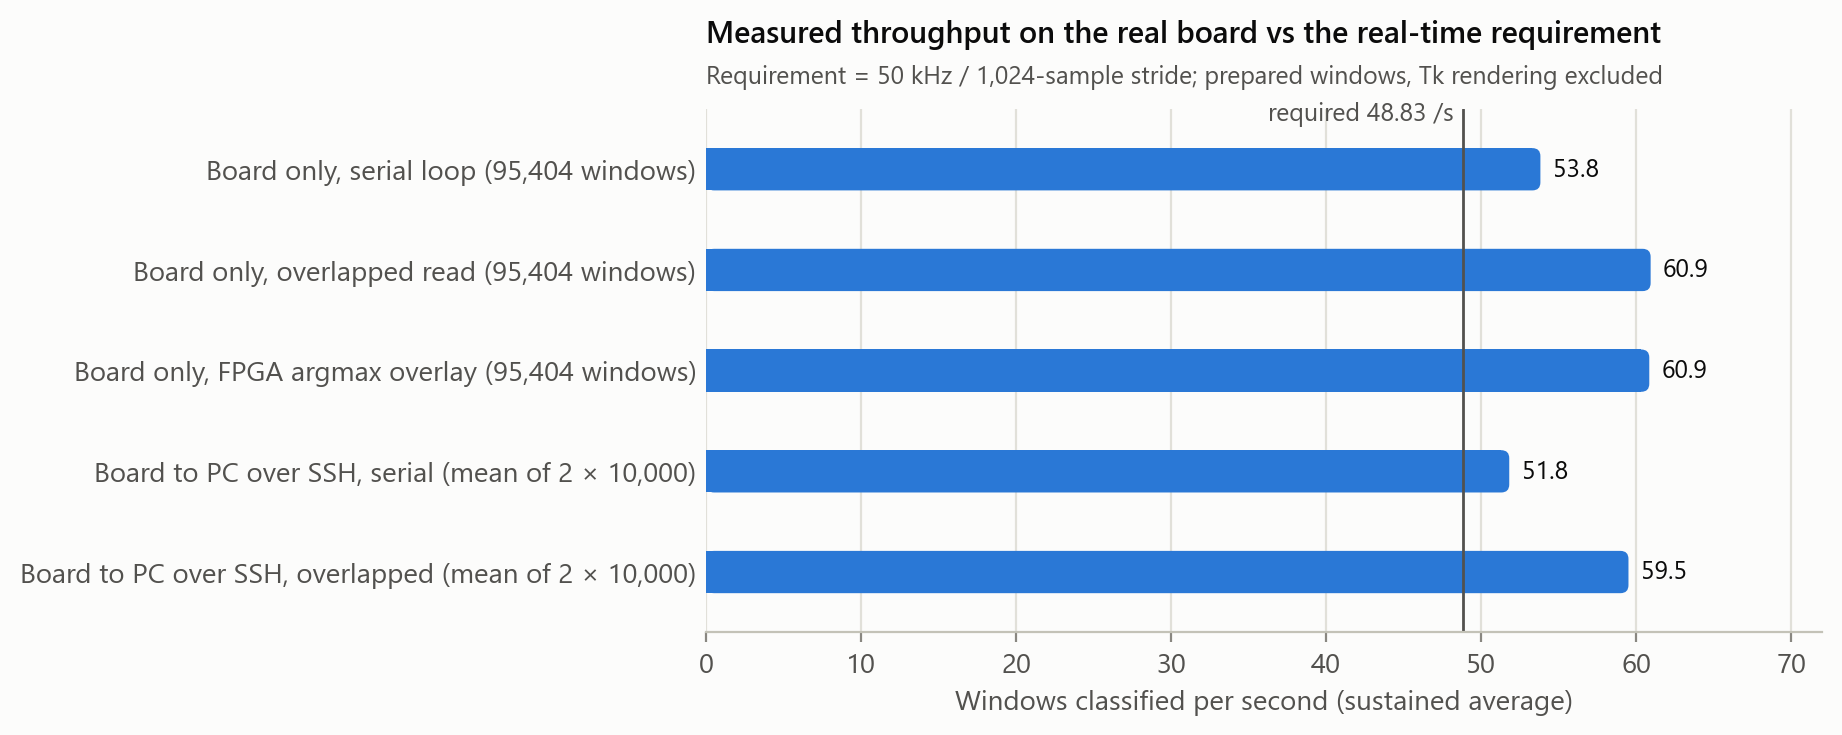 Measured throughput on the real board vs the real-time requirement
Requirement = 50 kHz / 1,024-sample stride; prepared windows, Tk rendering excluded
required 48.83 /s
Board only, serial loop (95,404 windows)
53.8
Board only, overlapped read (95,404 windows)
60.9
Board only, FPGA argmax overlay (95,404 windows)
60.9
Board to PC over SSH, serial (mean of 2 × 10,000)
51.8
Board to PC over SSH, overlapped (mean of 2 × 10,000)
59.5
0 10 20 30 40 50 60 70
Windows classified per second (sustained average)